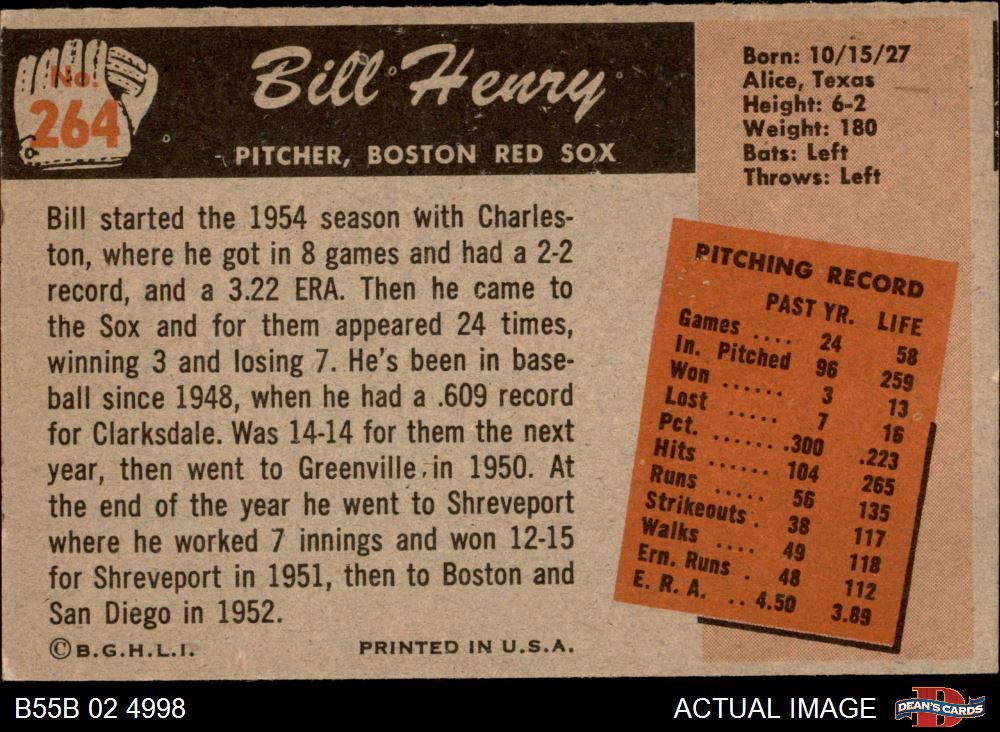 No.
264
Bill Henry
PITCHER, BOSTON RED SOX
Born: 10/15/27
Alice, Texas
Height: 6-2
Weight: 180
Bats: Left
Throws: Left
Bill started the 1954 season with Charles-
ton, where he got in 8 games and had a 2-2
record, and a 3.22 ERA. Then he came to
the Sox and for them appeared 24 times,
winning 3 and losing 7. He's been in base-
ball since 1948, when he had a .609 record
for Clarksdale. Was 14-14 for them the next
year, then went to Greenville in 1950. At
the end of the year he went to Shreveport
where he worked 7 innings and won 12-15
for Shreveport in 1951, then to Boston and
San Diego in 1952.
©B.G.H.L.I. PRINTED IN U.S.A.
PITCHING RECORD
PAST YR. LIFE
Games .... 24 58
In. Pitched 96 259
Won ...... 3 13
Lost ..... 7 16
Pct. ...... .300 .223
Hits ...... 104 265
Runs ..... 56 135
Strikeouts . 38 117
Walks .... 49 118
Ern. Runs . 48 112
E. R. A. .. 4.50 3.89
B55B 02 4998
ACTUAL IMAGE
D
DEAN'S CARDS